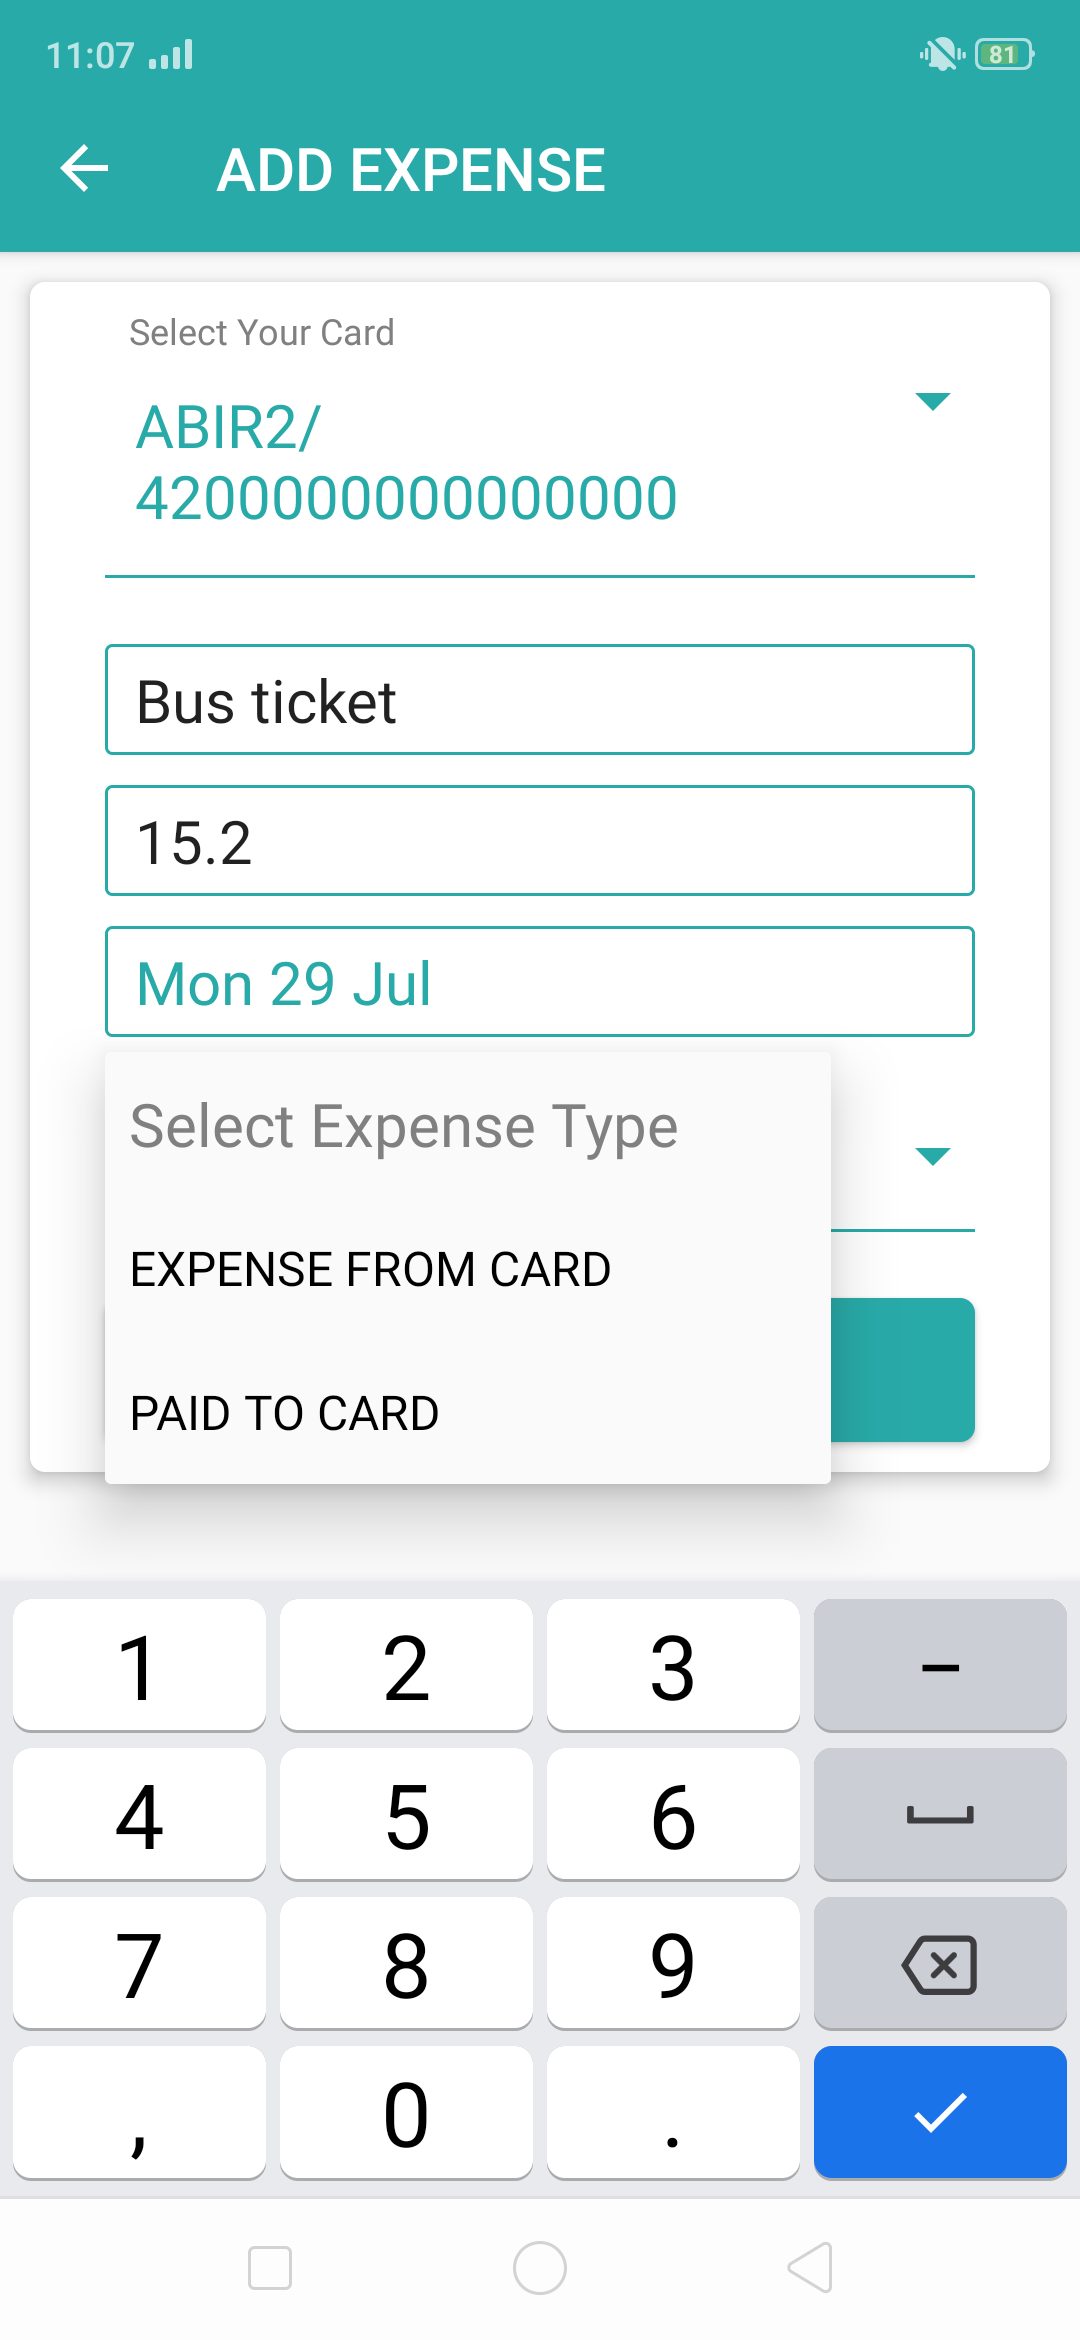 11:07
81
ADD EXPENSE
Select Your Card
ABIR2/
4200000000000000
Bus ticket
15.2
Mon 29 Jul
Select Expense Type
EXPENSE FROM CARD
PAID TO CARD
1 2 3 –
4 5 6
7 8 9
, 0 .